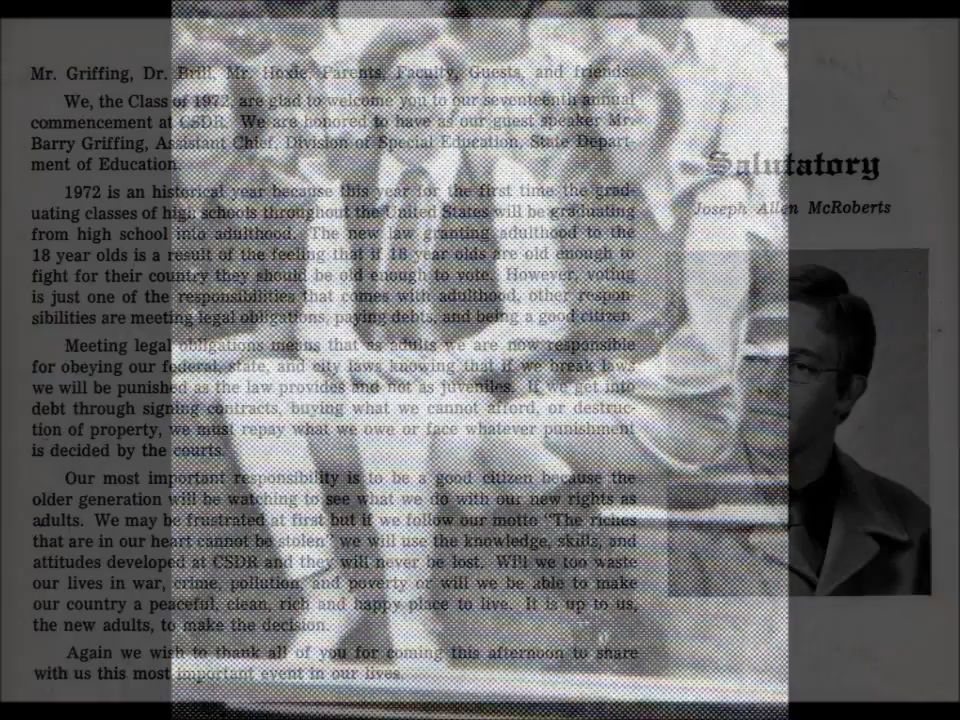 Mr. Griffing, Dr. Brill, Mr. Hoxie, Parents, Faculty, Guests, and friends:
We, the Class of 1972, are glad to welcome you to our seventeenth annual
commencement at CSDR. We are honored to have as our guest speaker Mr.
Barry Griffing, Assistant Chief, Division of Special Education, State Depart-
ment of Education.
1972 is an historical year because this year for the first time the grad-
uating classes of high schools throughout the United States will be graduating
from high school into adulthood. The new law granting adulthood to the
18 year olds is a result of the feeling that if 18 year olds are old enough to
fight for their country they should be old enough to vote. However, voting
is just one of the responsibilities that comes with adulthood, other respon-
sibilities are meeting legal obligations, paying debts, and being a good citizen.
Meeting legal obligations means that as adults we are now responsible
for obeying our federal, state, and city laws knowing that if we break laws
we will be punished as the law provides and not as juveniles. If we get into
debt through signing contracts, buying what we cannot afford, or destruc-
tion of property, we must repay what we owe or face whatever punishment
is decided by the courts.
Our most important responsibility is to be a good citizen because the
older generation will be watching to see what we do with our new rights as
adults. We may be frustrated at first but if we follow our motto "The riches
that are in our heart cannot be stolen" we will use the knowledge, skills, and
attitudes developed at CSDR and they will never be lost. Will we too waste
our lives in war, crime, pollution, and poverty or will we be able to make
our country a peaceful, clean, rich and happy place to live. It is up to us,
the new adults, to make the decision.
Again we wish to thank all of you for coming this afternoon to share
with us this most important event in our lives.
Salutatory
Joseph Allen McRoberts